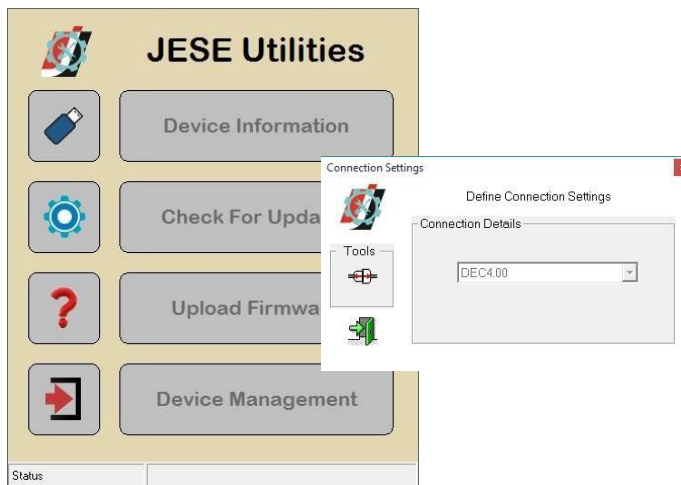 JESE Utilities
Device Information
Check For Upda
Upload Firmwa
Device Management
Status
Connection Settings
Define Connection Settings
Connection Details
Tools
DEC4.00